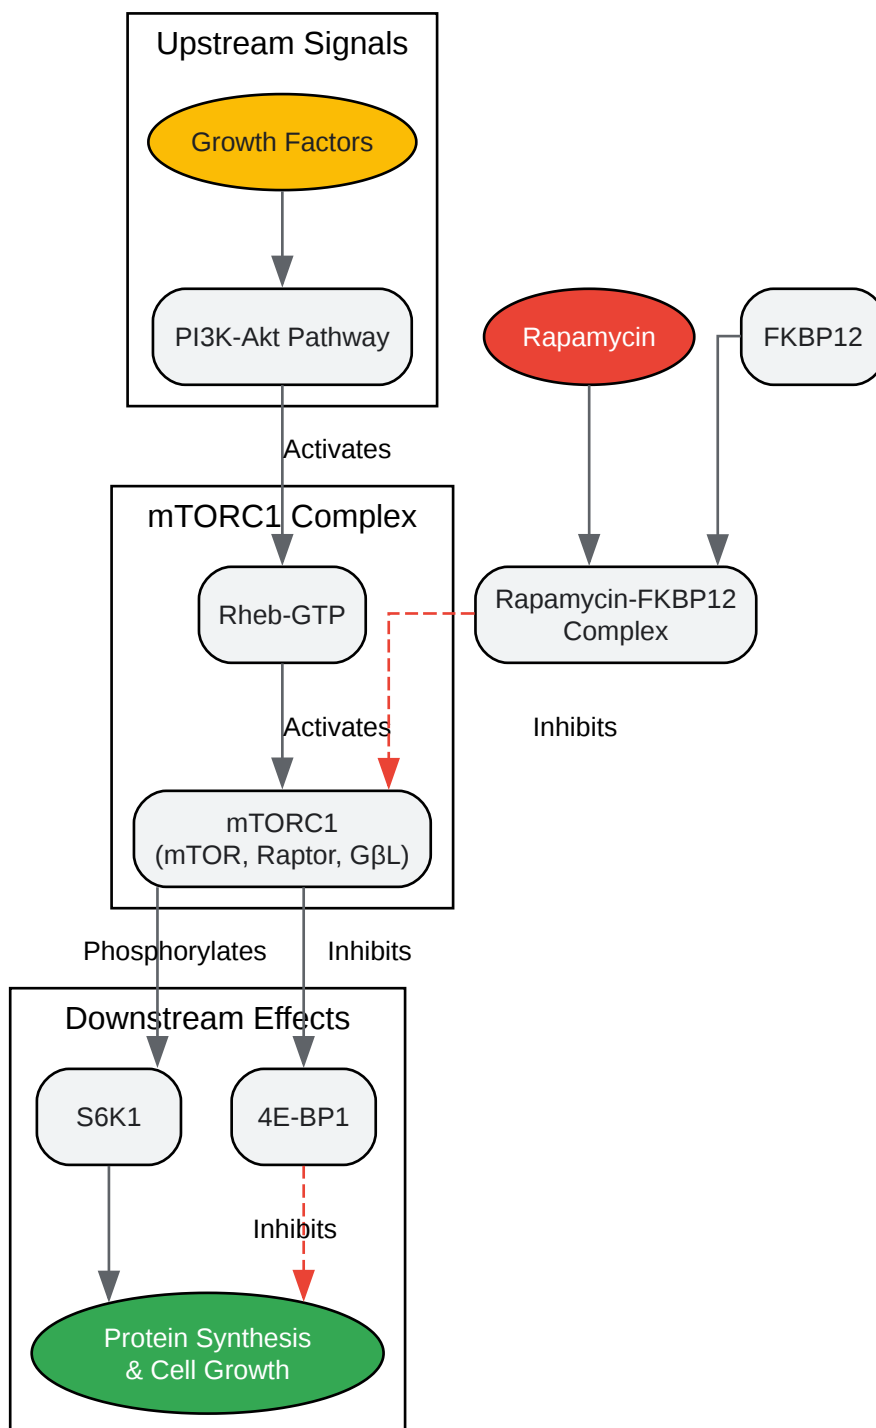 Upstream Signals
Growth Factors
PI3K-Akt Pathway
Rapamycin
FKBP12
Activates
mTORC1 Complex
Rheb-GTP
Rapamycin-FKBP12
Complex
Activates
Inhibits
mTORC1
(mTOR, Raptor, GβL)
Phosphorylates
Inhibits
Downstream Effects
S6K1
4E-BP1
Inhibits
Protein Synthesis
& Cell Growth